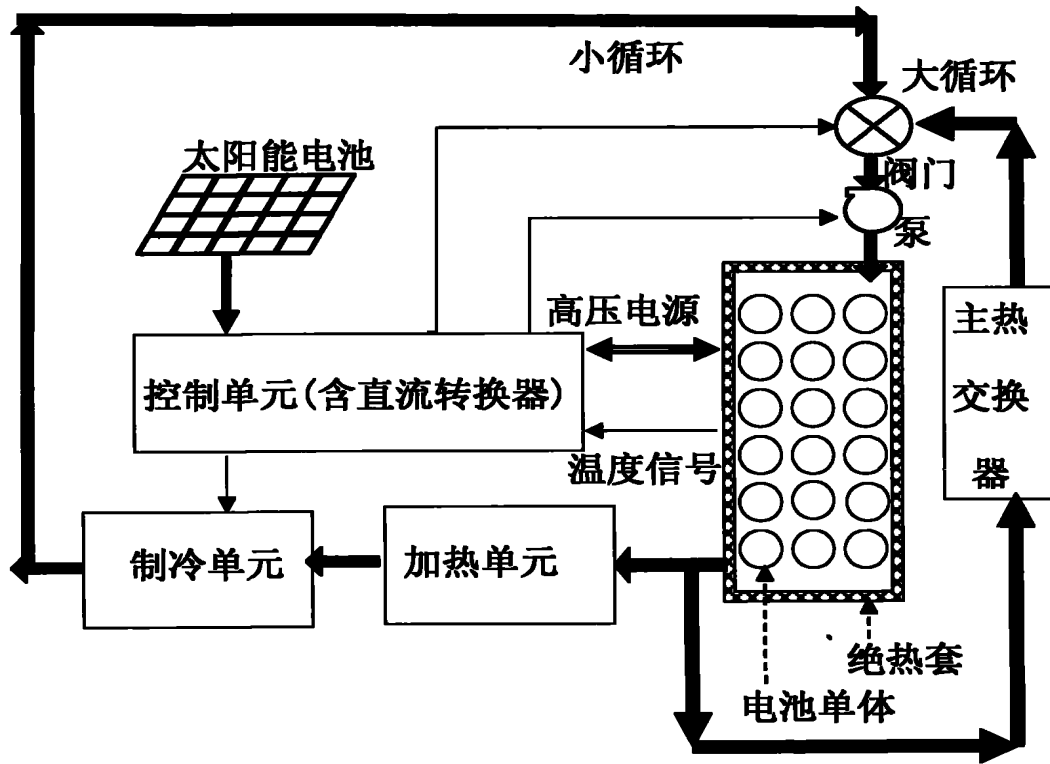 小循环
大循环
太阳能电池
阀门
泵
高压电源
主热
交换
器
控制单元(含直流转换器)
温度信号
制冷单元
加热单元
绝热套
电池单体